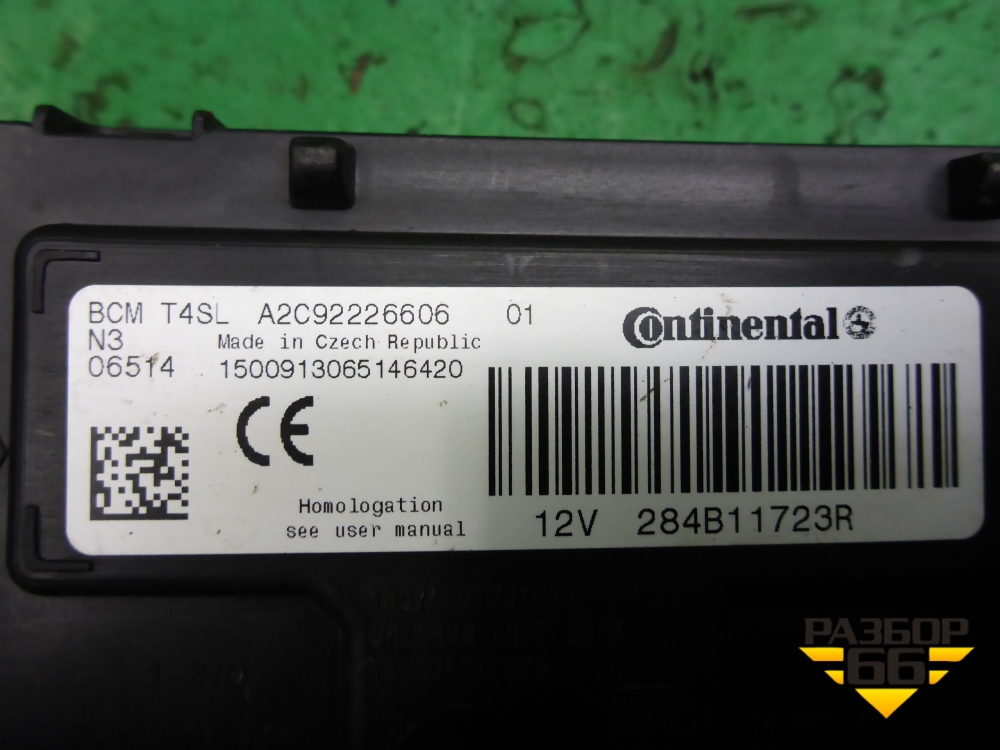 BCM T4SL A2C92226606 01
Continental
N3 Made in Czech Republic
06514 1500913065146420
CE
Homologation
see user manual
12V 284B11723R
РАЗБОР
66